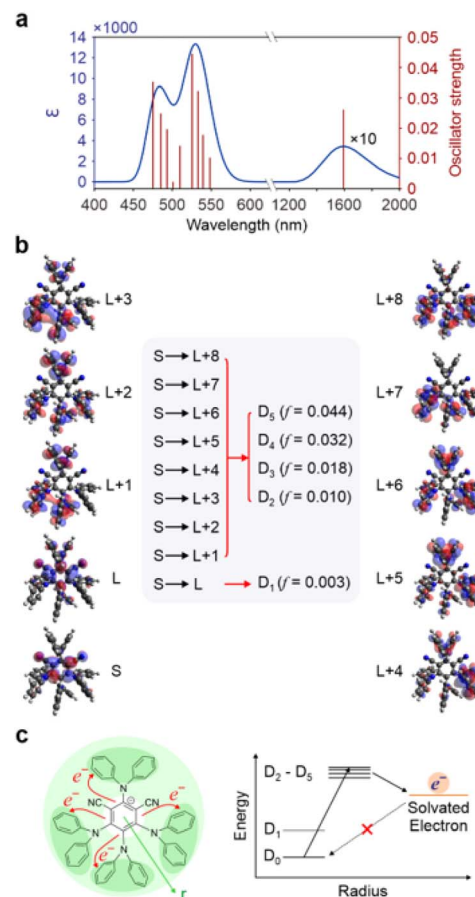 a
×1000
14
12
10
8
6
4
2
0
ε
0.05
0.04
0.03
0.02
0.01
0
Oscillator strength
×10
400 450 500 550 600 1200 1600 2000
Wavelength (nm)
b
L+3
L+2
L+1
L
S
S → L+8
S → L+7
S → L+6
S → L+5
S → L+4
S → L+3
S → L+2
S → L+1
S → L
D₅ (f = 0.044)
D₄ (f = 0.032)
D₃ (f = 0.018)
D₂ (f = 0.010)
D₁ (f = 0.003)
L+8
L+7
L+6
L+5
L+4
c
e⁻
e⁻
e⁻
e⁻
NC
CN
N
N
N
N
r
Energy
D₂ - D₅
D₁
D₀
e⁻
Solvated
Electron
Radius